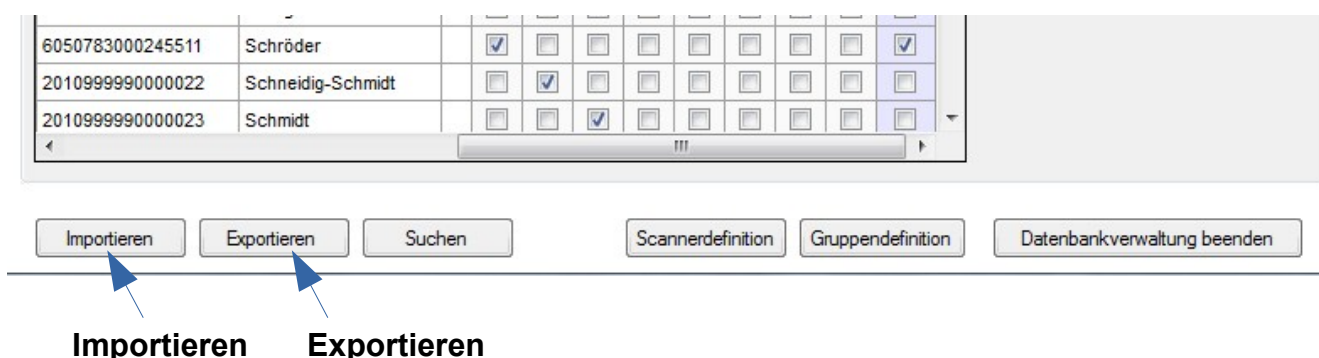 6050783000245511 Schröder
2010999990000022 Schneidig-Schmidt
2010999990000023 Schmidt
Importieren Exportieren Suchen Scannerdefinition Gruppendefinition Datenbankverwaltung beenden
Importieren Exportieren